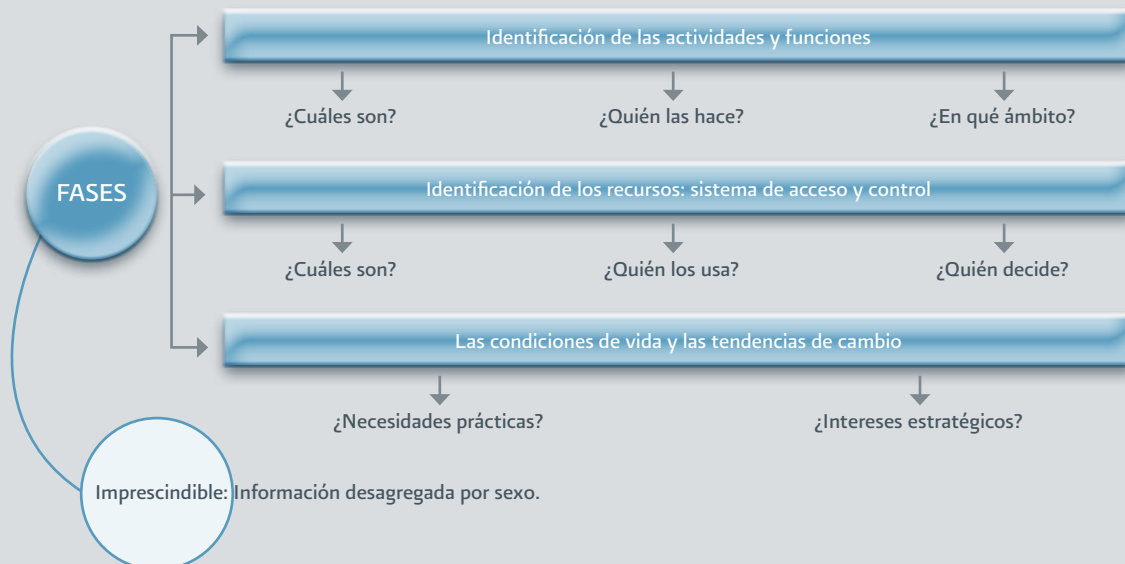 Identificación de las actividades y funciones
¿Cuáles son?
¿Quién las hace?
¿En qué ámbito?
FASES
Identificación de los recursos: sistema de acceso y control
¿Cuáles son?
¿Quién los usa?
¿Quién decide?
Las condiciones de vida y las tendencias de cambio
¿Necesidades prácticas?
¿Intereses estratégicos?
Imprescindible: Información desagregada por sexo.